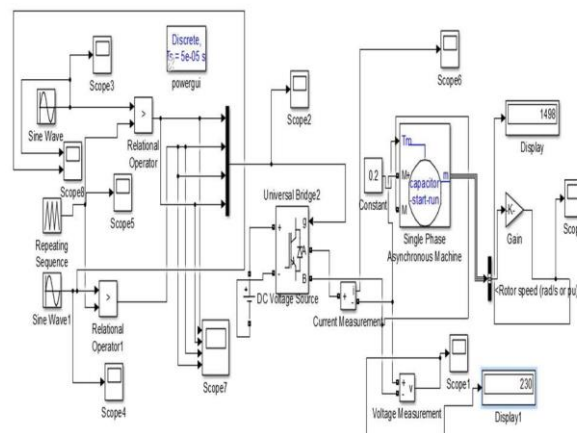 Discrete,
Ts = 5e-05 s
powergui
Scope3
Sine Wave
>
Relational
Operator
Scope8
Scope5
Repeating
Sequence
Sine Wave1
>
Relational
Operator1
Scope4
Scope7
Scope2
Universal Bridge2
g
+
A
-
B
DC Voltage Source
+
i
-
Current Measurement
Scope6
0.2
Constant
Tm
M+
M
m
capacitor
-start-run
Single Phase
Asynchronous Machine
1498
Display
-K-
Gain
Scop
<Rotor speed (rad/s or pu)
+
-
v
Voltage Measurement
Scope1
230
Display1